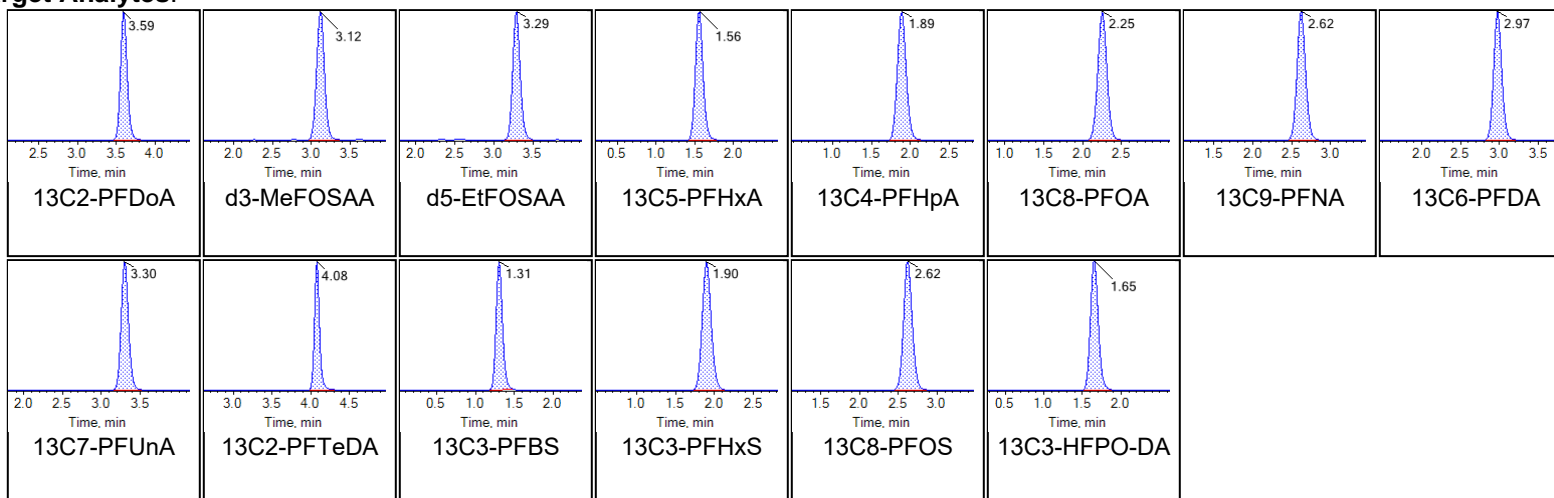 rget Analytes:
3.59 3.12 3.29 1.56 1.89 2.25 2.62 2.97
2.5 3.0 3.5 4.0 2.0 2.5 3.0 3.5 2.0 2.5 3.0 3.5 0.5 1.0 1.5 2.0 1.0 1.5 2.0 2.5 1.0 1.5 2.0 2.5 1.5 2.0 2.5 3.0 2.0 2.5 3.0 3.5
Time, min Time, min Time, min Time, min Time, min Time, min Time, min Time, min
13C2-PFDoA d3-MeFOSAA d5-EtFOSAA 13C5-PFHxA 13C4-PFHpA 13C8-PFOA 13C9-PFNA 13C6-PFDA
3.30 4.08 1.31 1.90 2.62 1.65
2.0 2.5 3.0 3.5 3.0 3.5 4.0 4.5 0.5 1.0 1.5 2.0 1.0 1.5 2.0 2.5 1.5 2.0 2.5 3.0 0.5 1.0 1.5 2.0
Time, min Time, min Time, min Time, min Time, min Time, min
13C7-PFUnA 13C2-PFTeDA 13C3-PFBS 13C3-PFHxS 13C8-PFOS 13C3-HFPO-DA